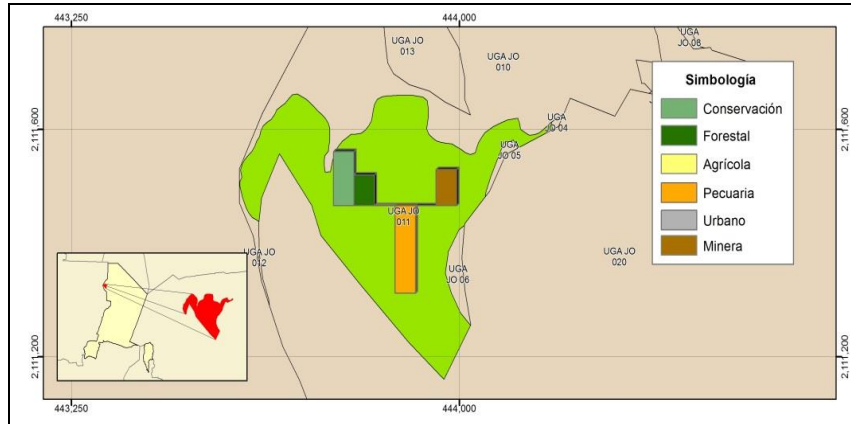 443,250
444,000
UGA JO
013
UGA JO
010
UGA
JO 08
Simbología
Conservación
Forestal
Agrícola
Pecuaria
Urbano
Minera
2,111,600
2,111,600
UGA
JO 04
UGA
JO 05
UGA JO
011
UGA JO
012
UGA
JO 06
UGA JO
020
2,111,200
2,111,200
443,250
444,000